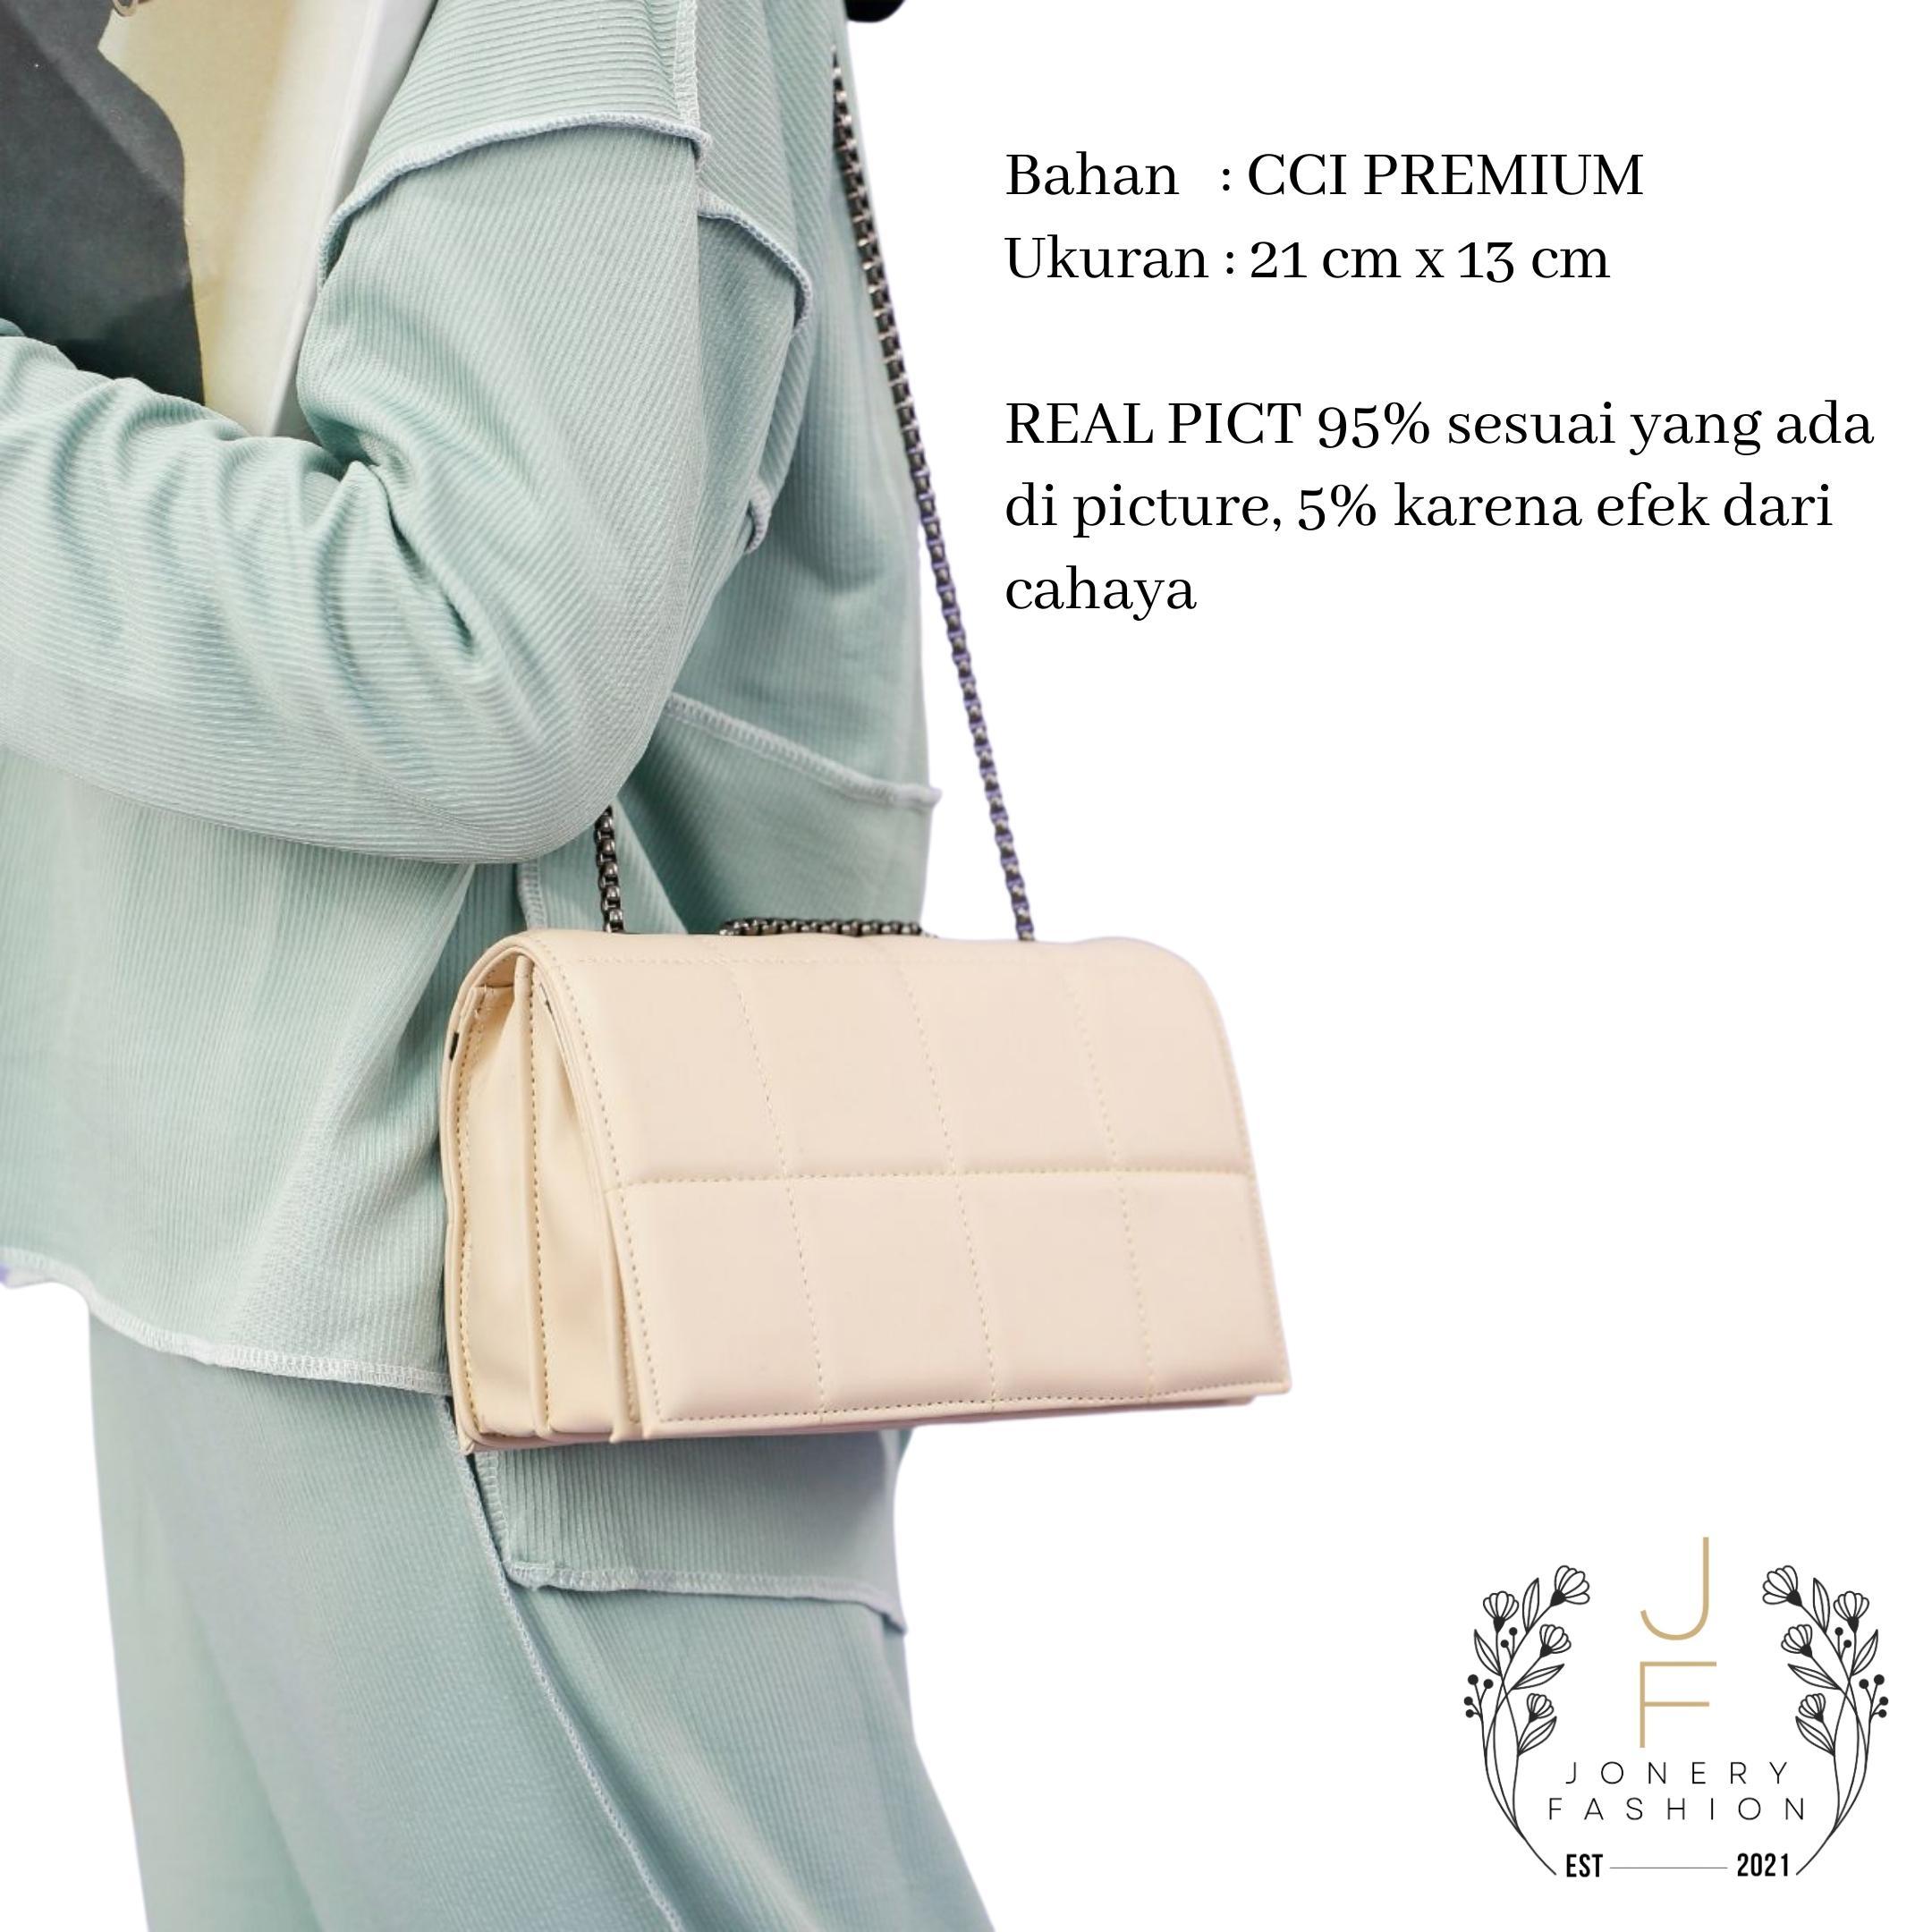 Bahan : CCI PREMIUM
Ukuran : 21 cm x 13 cm
REAL PICT 95% sesuai yang ada
di picture, 5% karena efek dari
cahaya
J
F
JONERY
FASHION
EST 2021